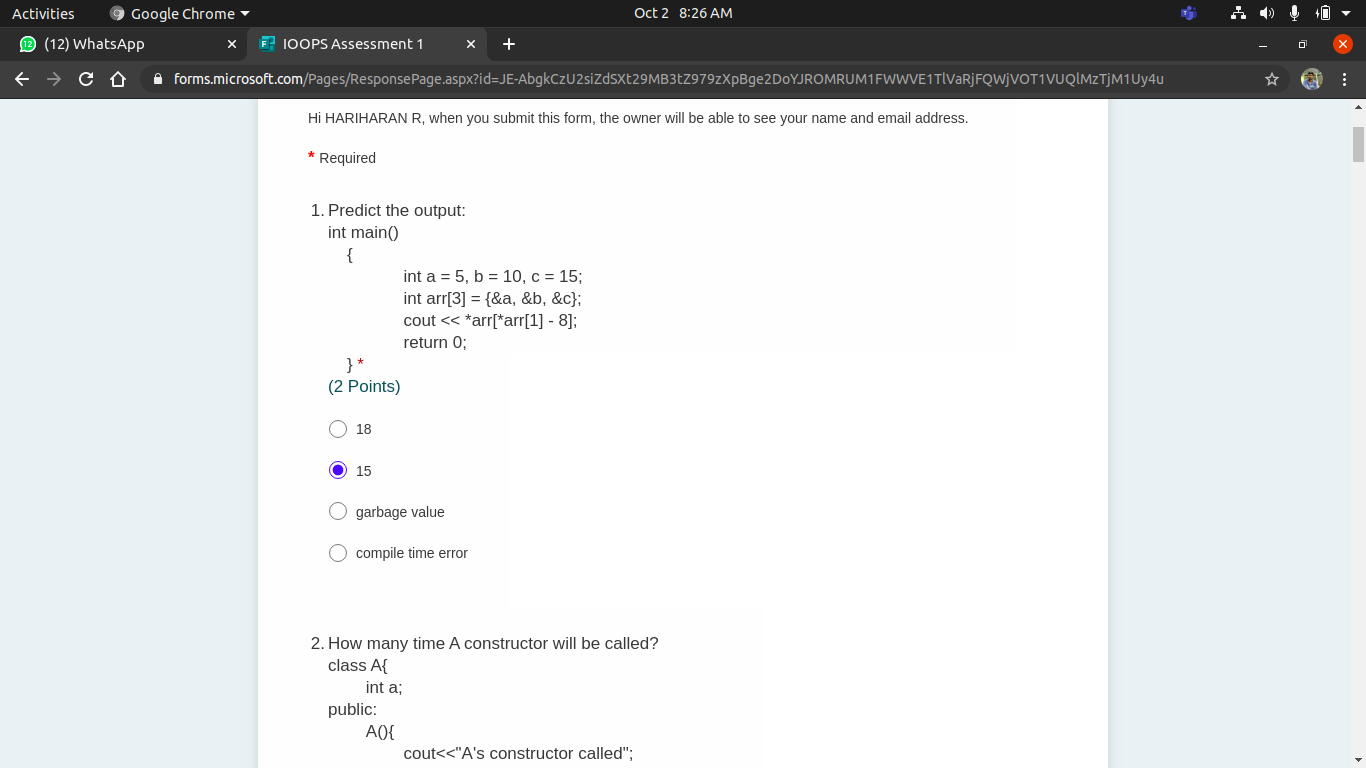 Activities
Google Chrome
Oct 2 8:26 AM
(12) WhatsApp
IOOPS Assessment 1
forms.microsoft.com/Pages/ResponsePage.aspx?id=JE-AbgkCzU2siZdSXt29MB3tZ979zXpBge2DoYJROMRUM1FWWVE1TlVaRjFQWjVOT1VUQlMzTjM1Uy4u
Hi HARIHARAN R, when you submit this form, the owner will be able to see your name and email address.
* Required
1. Predict the output:
int main()
{
int a = 5, b = 10, c = 15;
int arr[3] = {&a, &b, &c};
cout << *arr[*arr[1] - 8];
return 0;
} *
(2 Points)
18
15
garbage value
compile time error
2. How many time A constructor will be called?
class A{
int a;
public:
A(){
cout<<"A's constructor called";